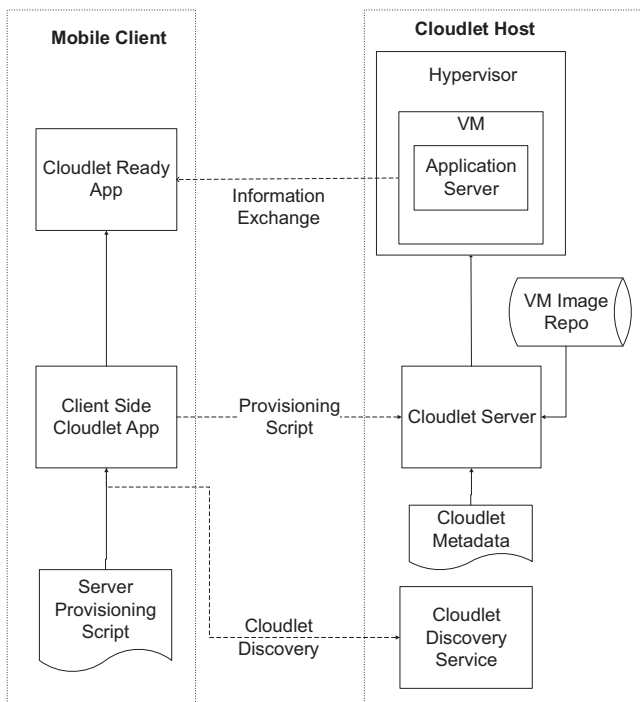 Mobile Client
Cloudlet Host
Hypervisor
VM
Application
Server
Cloudlet Ready
App
Information
Exchange
VM Image
Repo
Client Side
Cloudlet App
Provisioning
Script
Cloudlet Server
Cloudlet
Metadata
Server
Provisioning
Script
Cloudlet
Discovery
Cloudlet
Discovery
Service